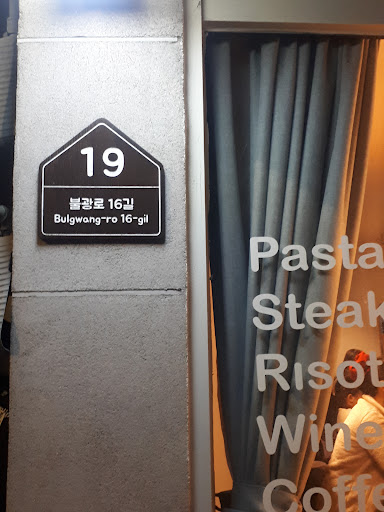 19
불광로 16길
Bulgwang-ro 16-gil
Pasta
Steak
Risot
Wine
Coffe